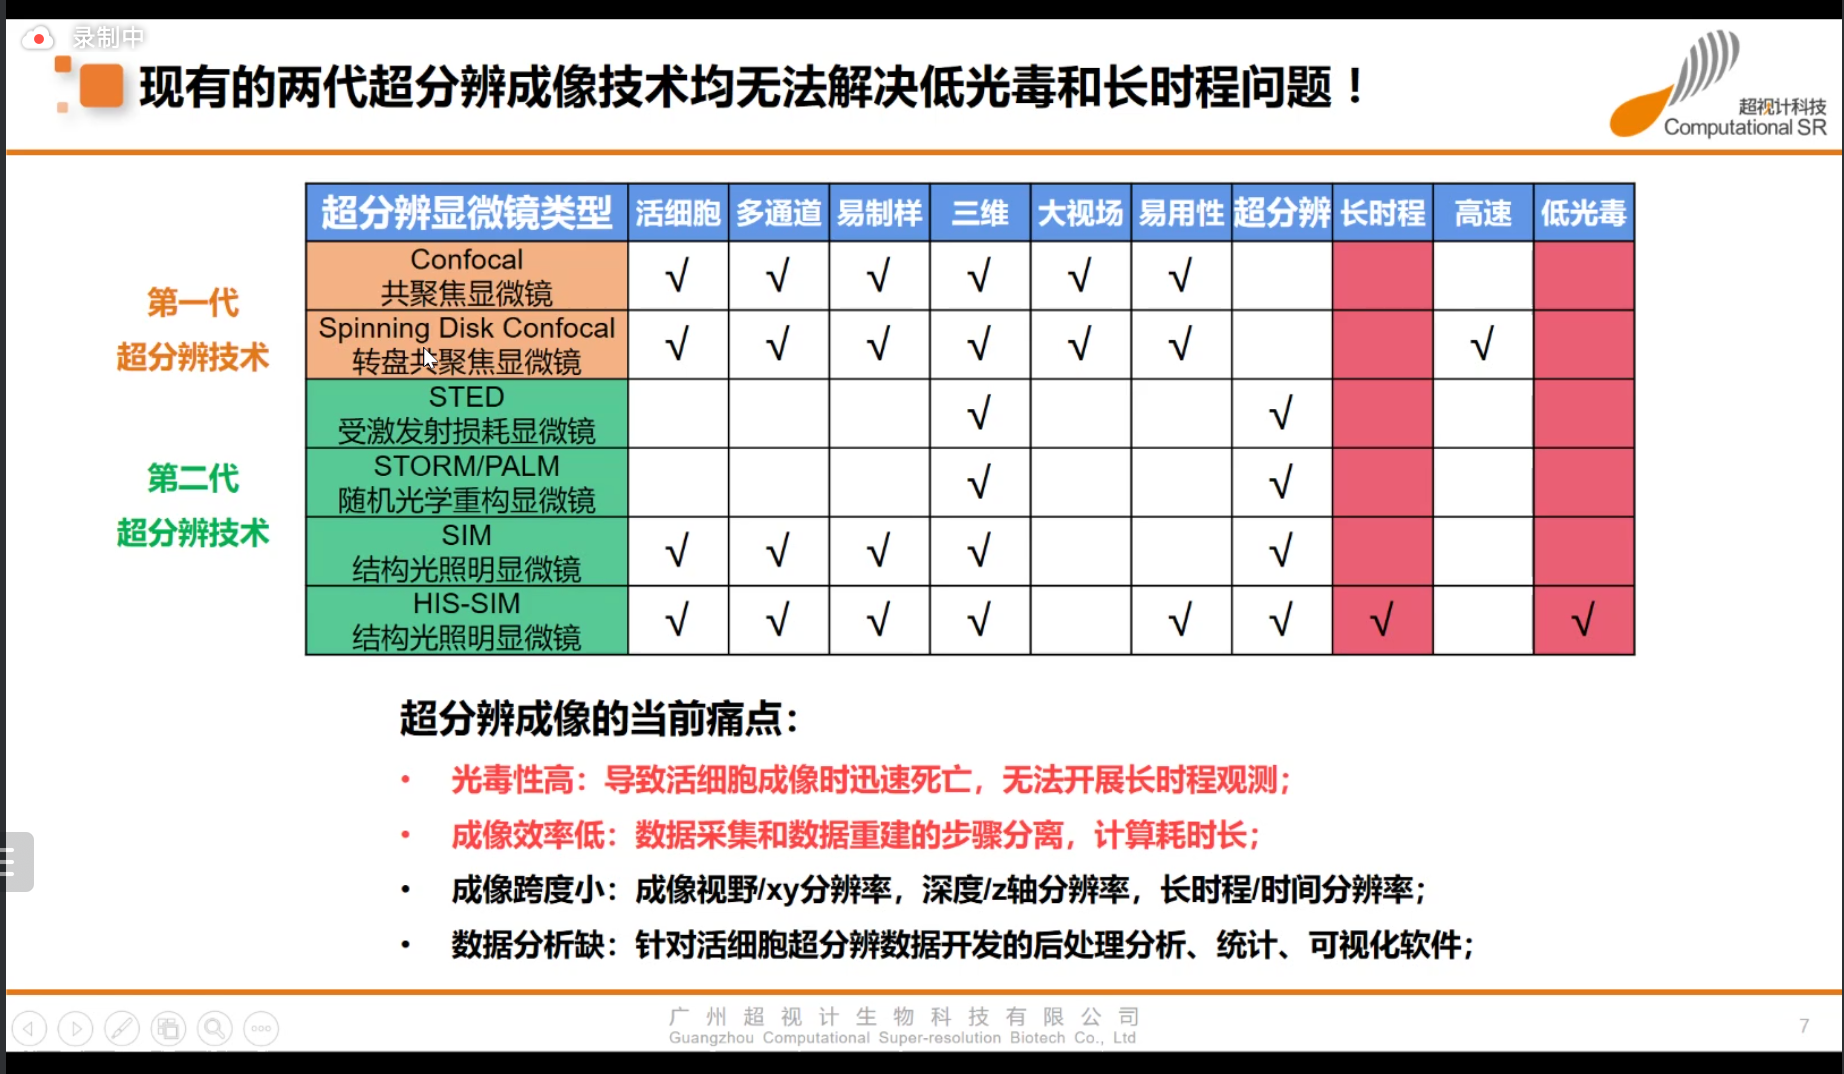 录制中
现有的两代超分辨成像技术均无法解决低光毒和长时程问题！
超视计科技
Computational SR
超分辨显微镜类型 活细胞 多通道 易制样 三维 大视场 易用性 超分辨 长时程 高速 低光毒
第一代
超分辨技术
Confocal
共聚焦显微镜 √ √ √ √ √ √
Spinning Disk Confocal
转盘共聚焦显微镜 √ √ √ √ √ √ √
第二代
超分辨技术
STED
受激发射损耗显微镜 √ √
STORM/PALM
随机光学重构显微镜 √ √
SIM
结构光照明显微镜 √ √ √ √ √
HIS-SIM
结构光照明显微镜 √ √ √ √ √ √ √ √
超分辨成像的当前痛点：
• 光毒性高：导致活细胞成像时迅速死亡，无法开展长时程观测；
• 成像效率低：数据采集和数据重建的步骤分离，计算耗时长；
• 成像跨度小：成像视野/xy分辨率，深度/z轴分辨率，长时程/时间分辨率；
• 数据分析缺：针对活细胞超分辨数据开发的后处理分析、统计、可视化软件；
广州超视计生物科技有限公司
Guangzhou Computational Super-resolution Biotech Co., Ltd
7